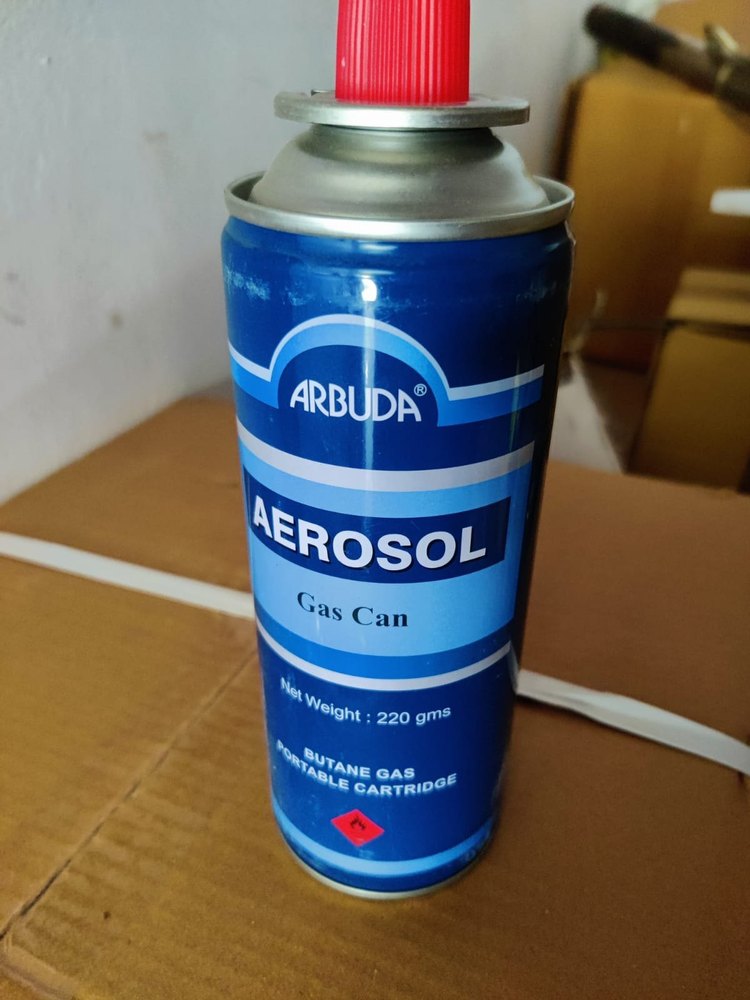 ARBUDA®
AEROSOL
Gas Can
Net Weight : 220 gms
BUTANE GAS
PORTABLE CARTRIDGE